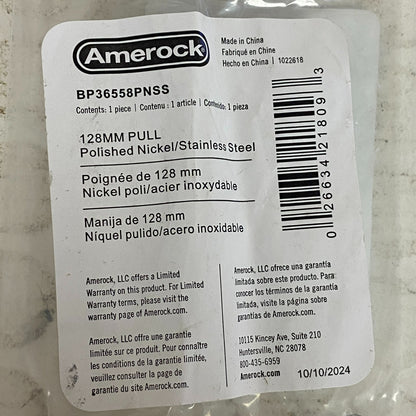 Amerock
Made in China
Fabriqué en Chine
Hecho en China | 1022618
BP36558PNSS
Contents: 1 piece | Contenu : 1 article | Contenido: 1 pieza
128MM PULL
Polished Nickel/Stainless Steel
Poignée de 128 mm
Nickel poli/acier inoxydable
Manija de 128 mm
Níquel pulido/acero inoxidable
0 26634 21809 3
Amerock, LLC offers a Limited
Warranty on this product. For Limited
Warranty terms, please visit the
warranty page of Amerock.com.
Amerock, LLC offre une garantie
limitée sur ce produit. Pour connaître
les conditions de la garantie limitée,
veuillez consulter la page de garantie
du site Amerock.com.
Amerock, LLC ofrece una garantía
limitada sobre este producto. Para
conocer los términos de la garantía
limitada, visite la página sobre
garantías de Amerock.com.
10115 Kincey Ave, Suite 210
Huntersville, NC 28078
800-435-6959
Amerock.com
10/10/2024